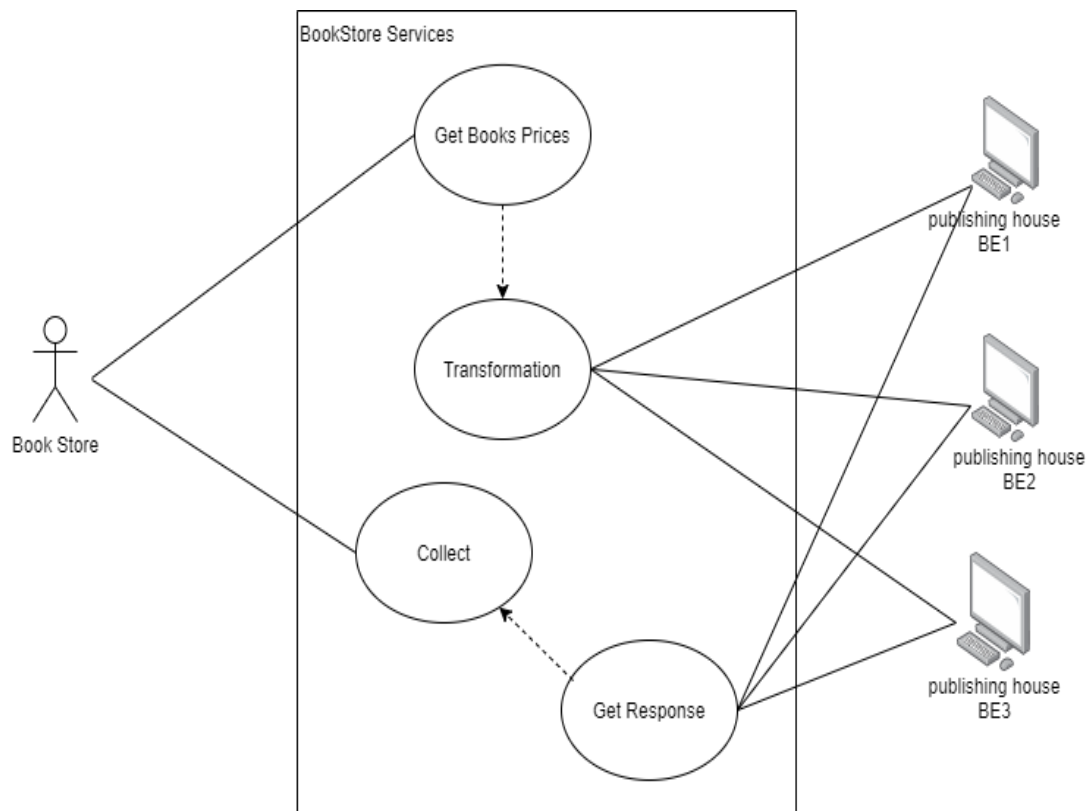 BookStore Services
Get Books Prices
publishing house
BE1
Transformation
Book Store
publishing house
BE2
Collect
publishing house
BE3
Get Response